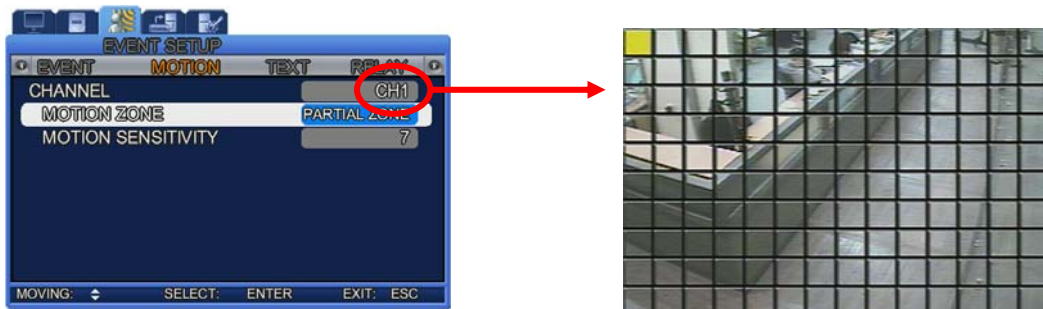 EVENT SETUP
EVENT MOTION TEXT RELAY
CHANNEL CH1
MOTION ZONE PARTIAL ZONE
MOTION SENSITIVITY 7
MOVING: SELECT: ENTER EXIT: ESC